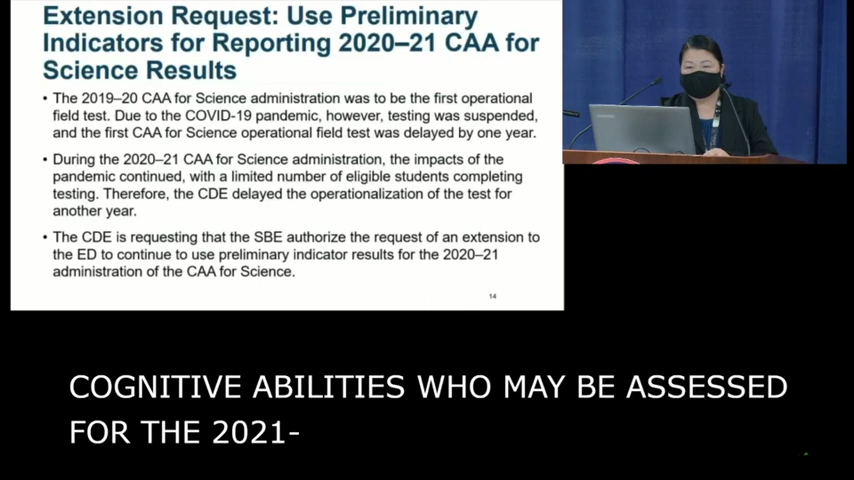 Extension Request: Use Preliminary
Indicators for Reporting 2020–21 CAA for
Science Results
• The 2019–20 CAA for Science administration was to be the first operational
field test. Due to the COVID-19 pandemic, however, testing was suspended,
and the first CAA for Science operational field test was delayed by one year.
• During the 2020–21 CAA for Science administration, the impacts of the
pandemic continued, with a limited number of eligible students completing
testing. Therefore, the CDE delayed the operationalization of the test for
another year.
• The CDE is requesting that the SBE authorize the request of an extension to
the ED to continue to use preliminary indicator results for the 2020–21
administration of the CAA for Science.
14
COGNITIVE ABILITIES WHO MAY BE ASSESSED
FOR THE 2021-